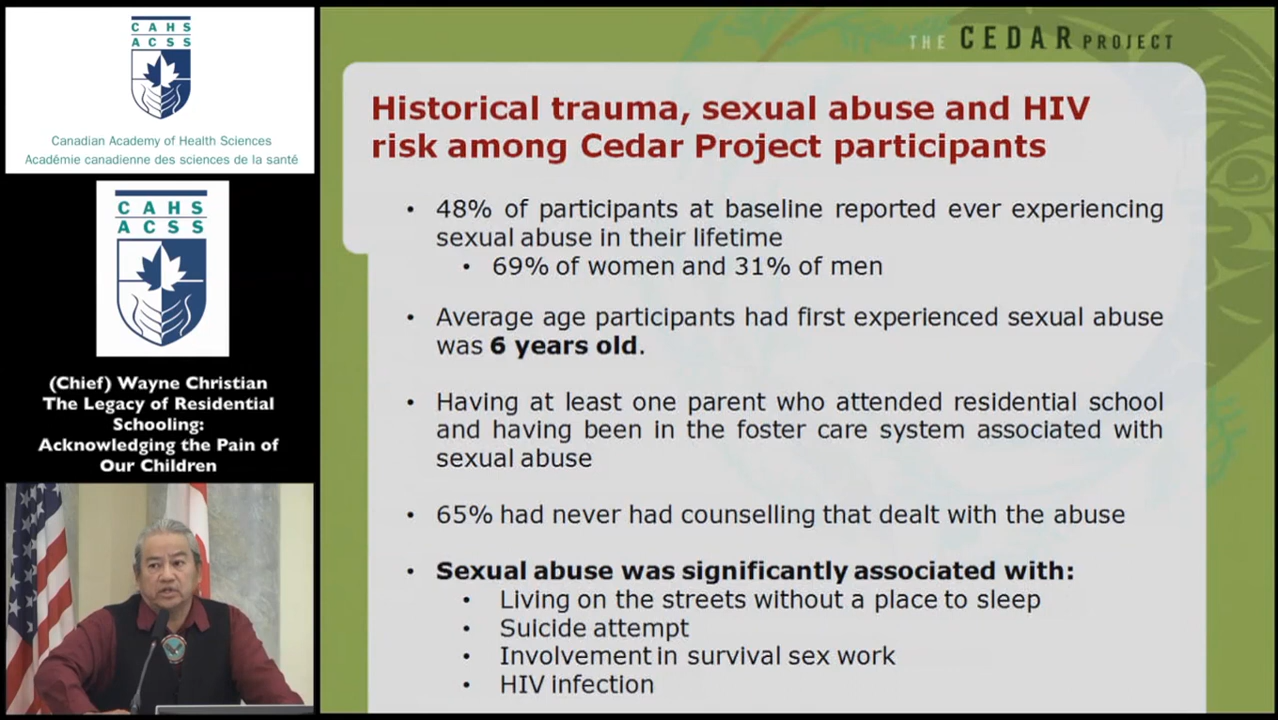 CAHS
ACSS
Canadian Academy of Health Sciences
Académie canadienne des sciences de la santé
CAHS
ACSS
(Chief) Wayne Christian
The Legacy of Residential
Schooling:
Acknowledging the Pain of
Our Children
THE CEDAR PROJECT
Historical trauma, sexual abuse and HIV
risk among Cedar Project participants
• 48% of participants at baseline reported ever experiencing
sexual abuse in their lifetime
• 69% of women and 31% of men
• Average age participants had first experienced sexual abuse
was 6 years old.
• Having at least one parent who attended residential school
and having been in the foster care system associated with
sexual abuse
• 65% had never had counselling that dealt with the abuse
• Sexual abuse was significantly associated with:
• Living on the streets without a place to sleep
• Suicide attempt
• Involvement in survival sex work
• HIV infection